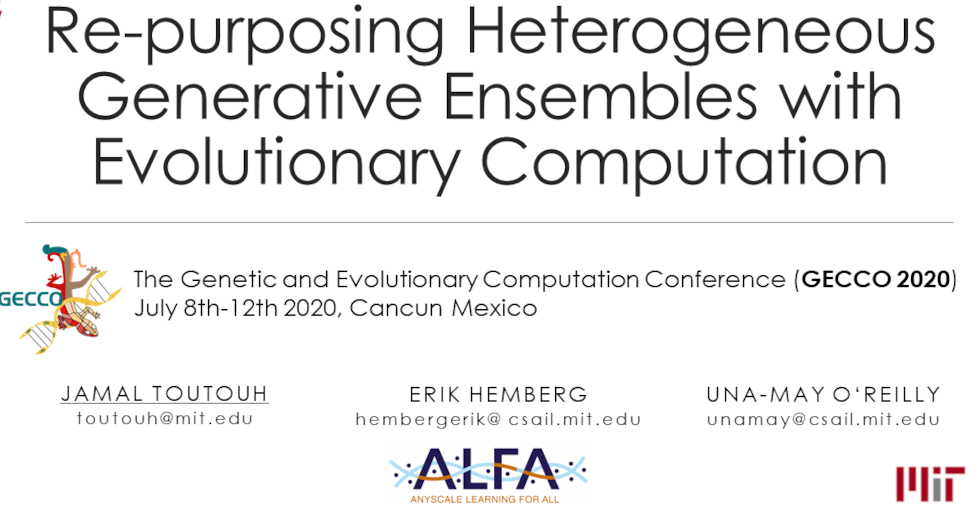 Re-purposing Heterogeneous
Generative Ensembles with
Evolutionary Computation
GECCO
The Genetic and Evolutionary Computation Conference (GECCO 2020)
July 8th-12th 2020, Cancun Mexico
JAMAL TOUTOUH
toutouh@mit.edu
ERIK HEMBERG
hembergerik@ csail.mit.edu
UNA-MAY O‘REILLY
unamay@csail.mit.edu
ALFA
ANYSCALE LEARNING FOR ALL
MIT